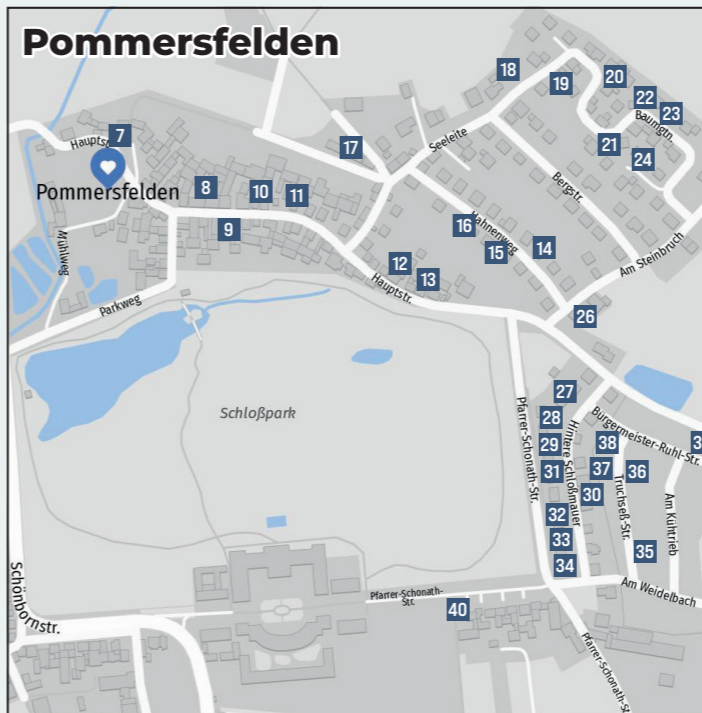 Pommersfelden
18
19
20
22
23
Baumgtn.
7
Hauptstr.
17
Seeleite
21
24
Pommersfelden
8
10
11
Bergstr.
9
16
Hahnenweg
15
14
Mühlweg
12
13
Hauptstr.
Am Steinbruch
Parkweg
26
Schloßpark
Pfarrer-Schonath-Str.
27
28
Hintere Schloßmauer
Bürgermeister-Ruhl-Str.
29
38
31
37
36
30
Truchseß-Str.
Am Kühtrieb
32
33
34
35
Schönbornstr.
Pfarrer-Schonath-
Str.
40
Am Weidelbach
Pfarrer-Schonath-St